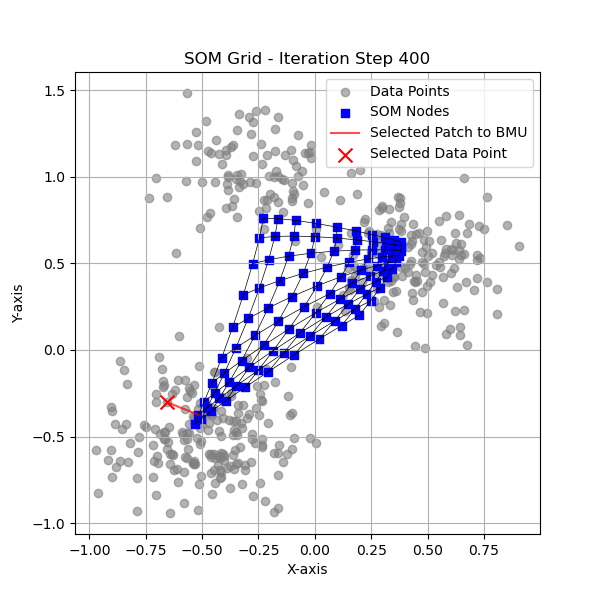 SOM Grid - Iteration Step 400
Data Points
SOM Nodes
Selected Patch to BMU
Selected Data Point
1.5
1.0
0.5
0.0
−0.5
−1.0
Y-axis
−1.00 −0.75 −0.50 −0.25 0.00 0.25 0.50 0.75
X-axis